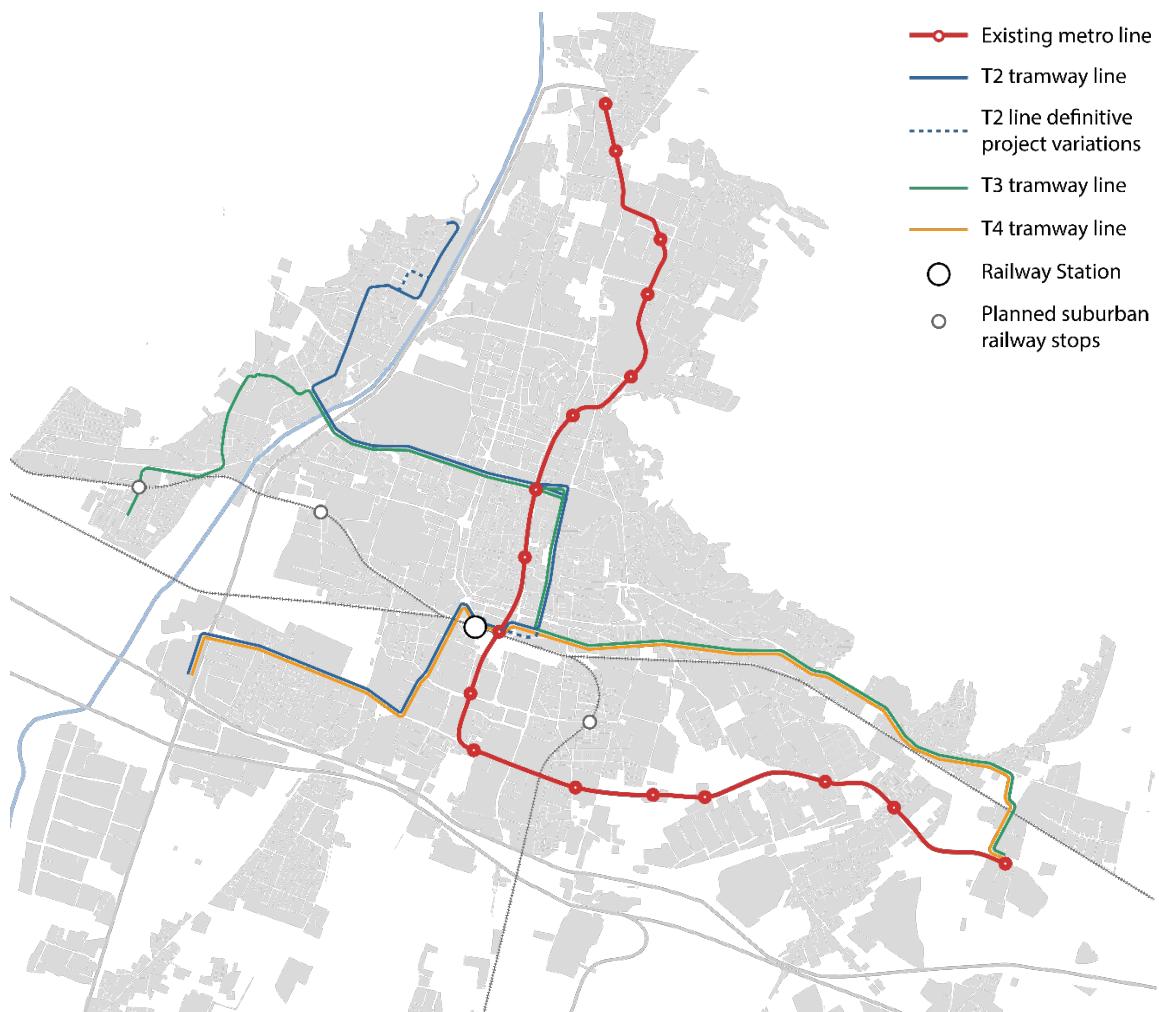 Existing metro line
T2 tramway line
T2 line definitive
project variations
T3 tramway line
T4 tramway line
Railway Station
Planned suburban
railway stops